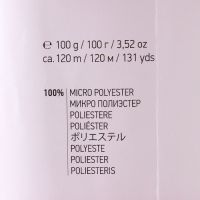 ℮ 100 g / 100 г / 3,52 oz
ca. 120 m / 120 м / 131 yds
100% MICRO POLYESTER
МИКРО ПОЛИЭСТЕР
POLIESTERE
POLIÉSTER
ポリエステル
POLYESTE
POLIESTER
POLIESTERIS